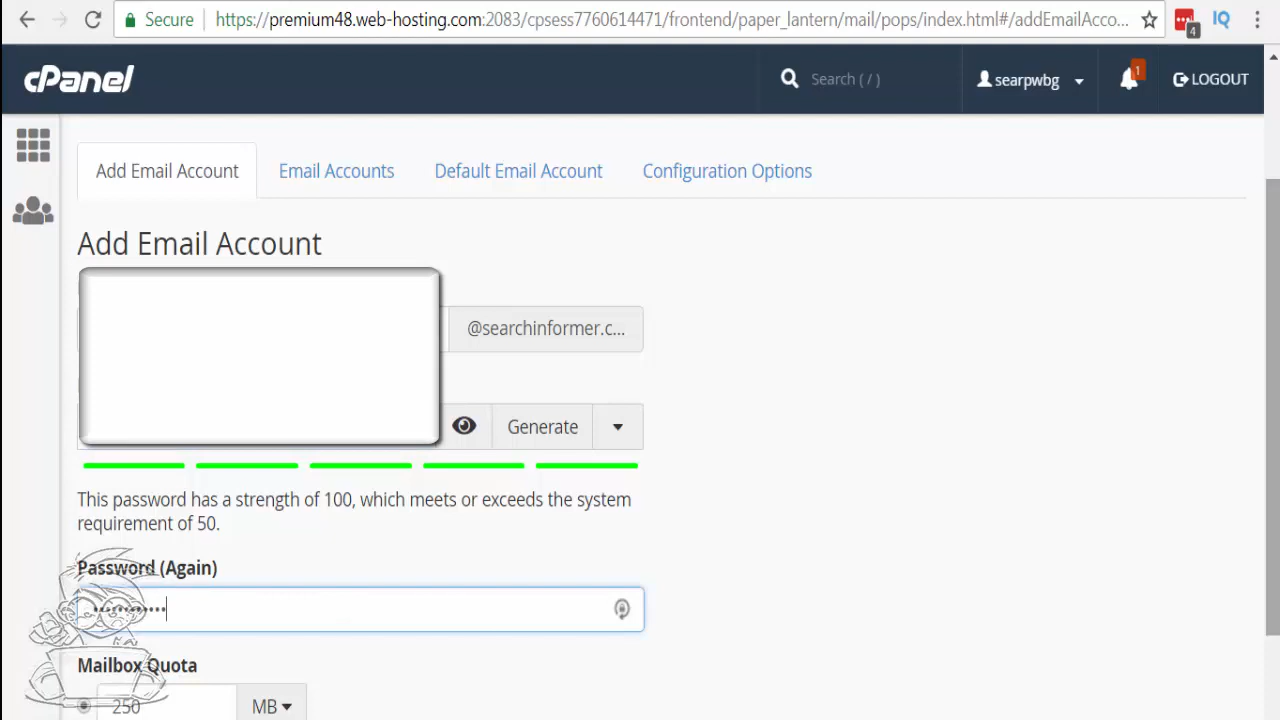 Secure https://premium48.web-hosting.com:2083/cpsess7760614471/frontend/paper_lantern/mail/pops/index.html#/addEmailAcco... 4 IQ
cPanel Search ( / ) searpwbg 1 LOGOUT
Add Email Account Email Accounts Default Email Account Configuration Options
Add Email Account
@searchinformer.c...
Generate
This password has a strength of 100, which meets or exceeds the system
requirement of 50.
Password (Again)
Mailbox Quota
250 MB